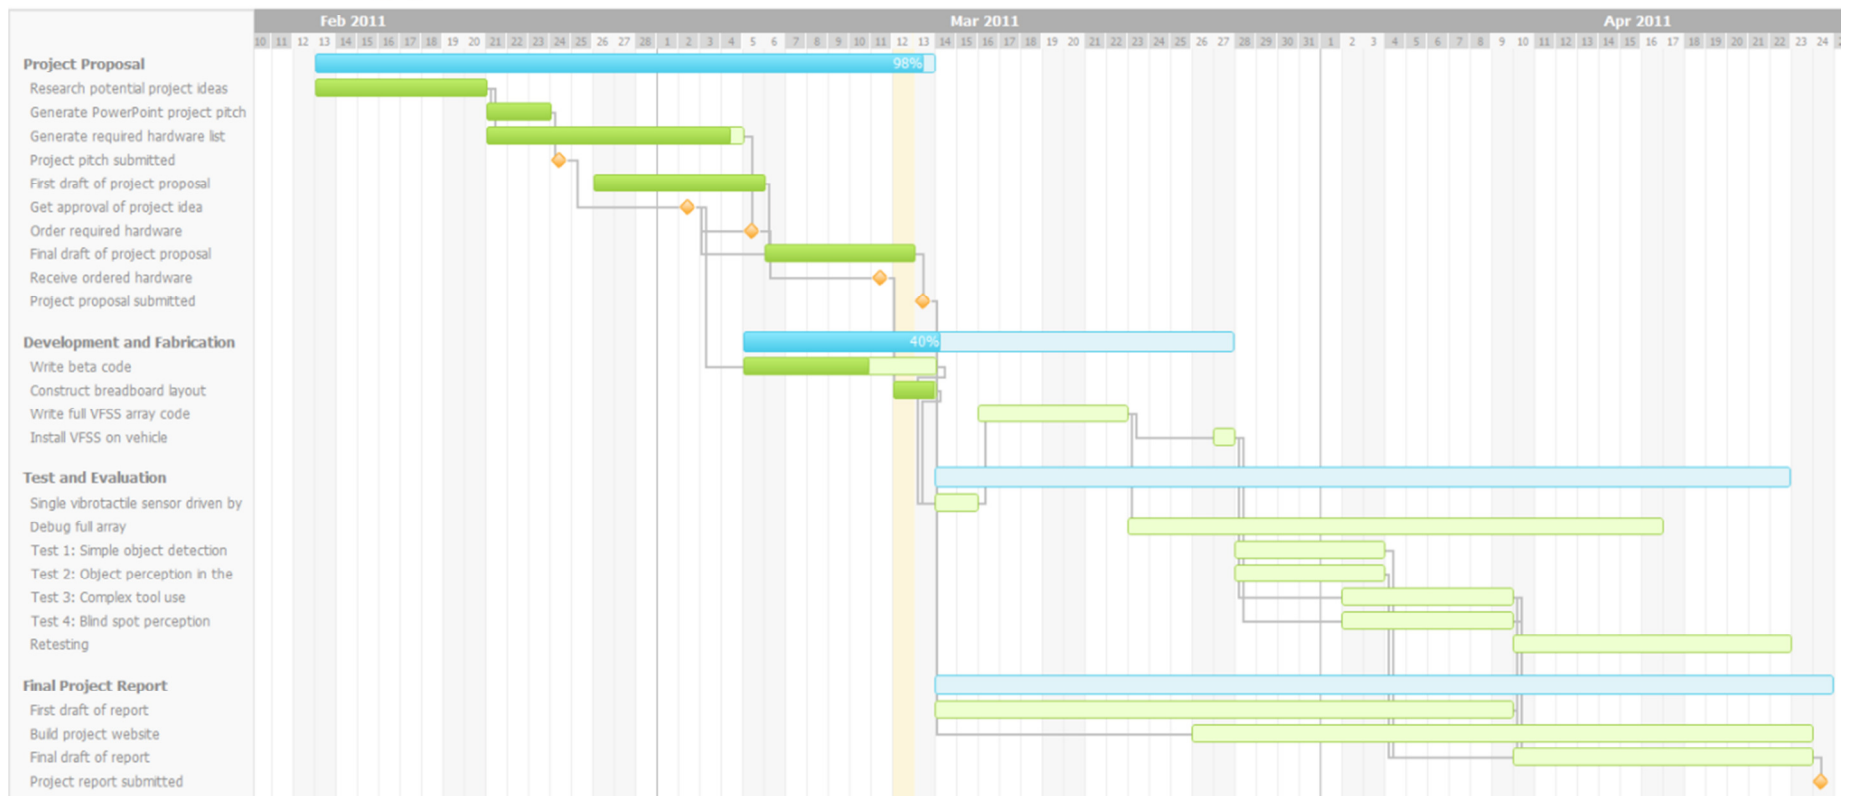 Feb 2011 Mar 2011 Apr 2011
10 11 12 13 14 15 16 17 18 19 20 21 22 23 24 25 26 27 28 1 2 3 4 5 6 7 8 9 10 11 12 13 14 15 16 17 18 19 20 21 22 23 24 25 26 27 28 29 30 31 1 2 3 4 5 6 7 8 9 10 11 12 13 14 15 16 17 18 19 20 21 22 23 24
Project Proposal 98%
Research potential project ideas
Generate PowerPoint project pitch
Generate required hardware list
Project pitch submitted
First draft of project proposal
Get approval of project idea
Order required hardware
Final draft of project proposal
Receive ordered hardware
Project proposal submitted
Development and Fabrication 40%
Write beta code
Construct breadboard layout
Write full VFSS array code
Install VFSS on vehicle
Test and Evaluation
Single vibrotactile sensor driven by
Debug full array
Test 1: Simple object detection
Test 2: Object perception in the
Test 3: Complex tool use
Test 4: Blind spot perception
Retesting
Final Project Report
First draft of report
Build project website
Final draft of report
Project report submitted